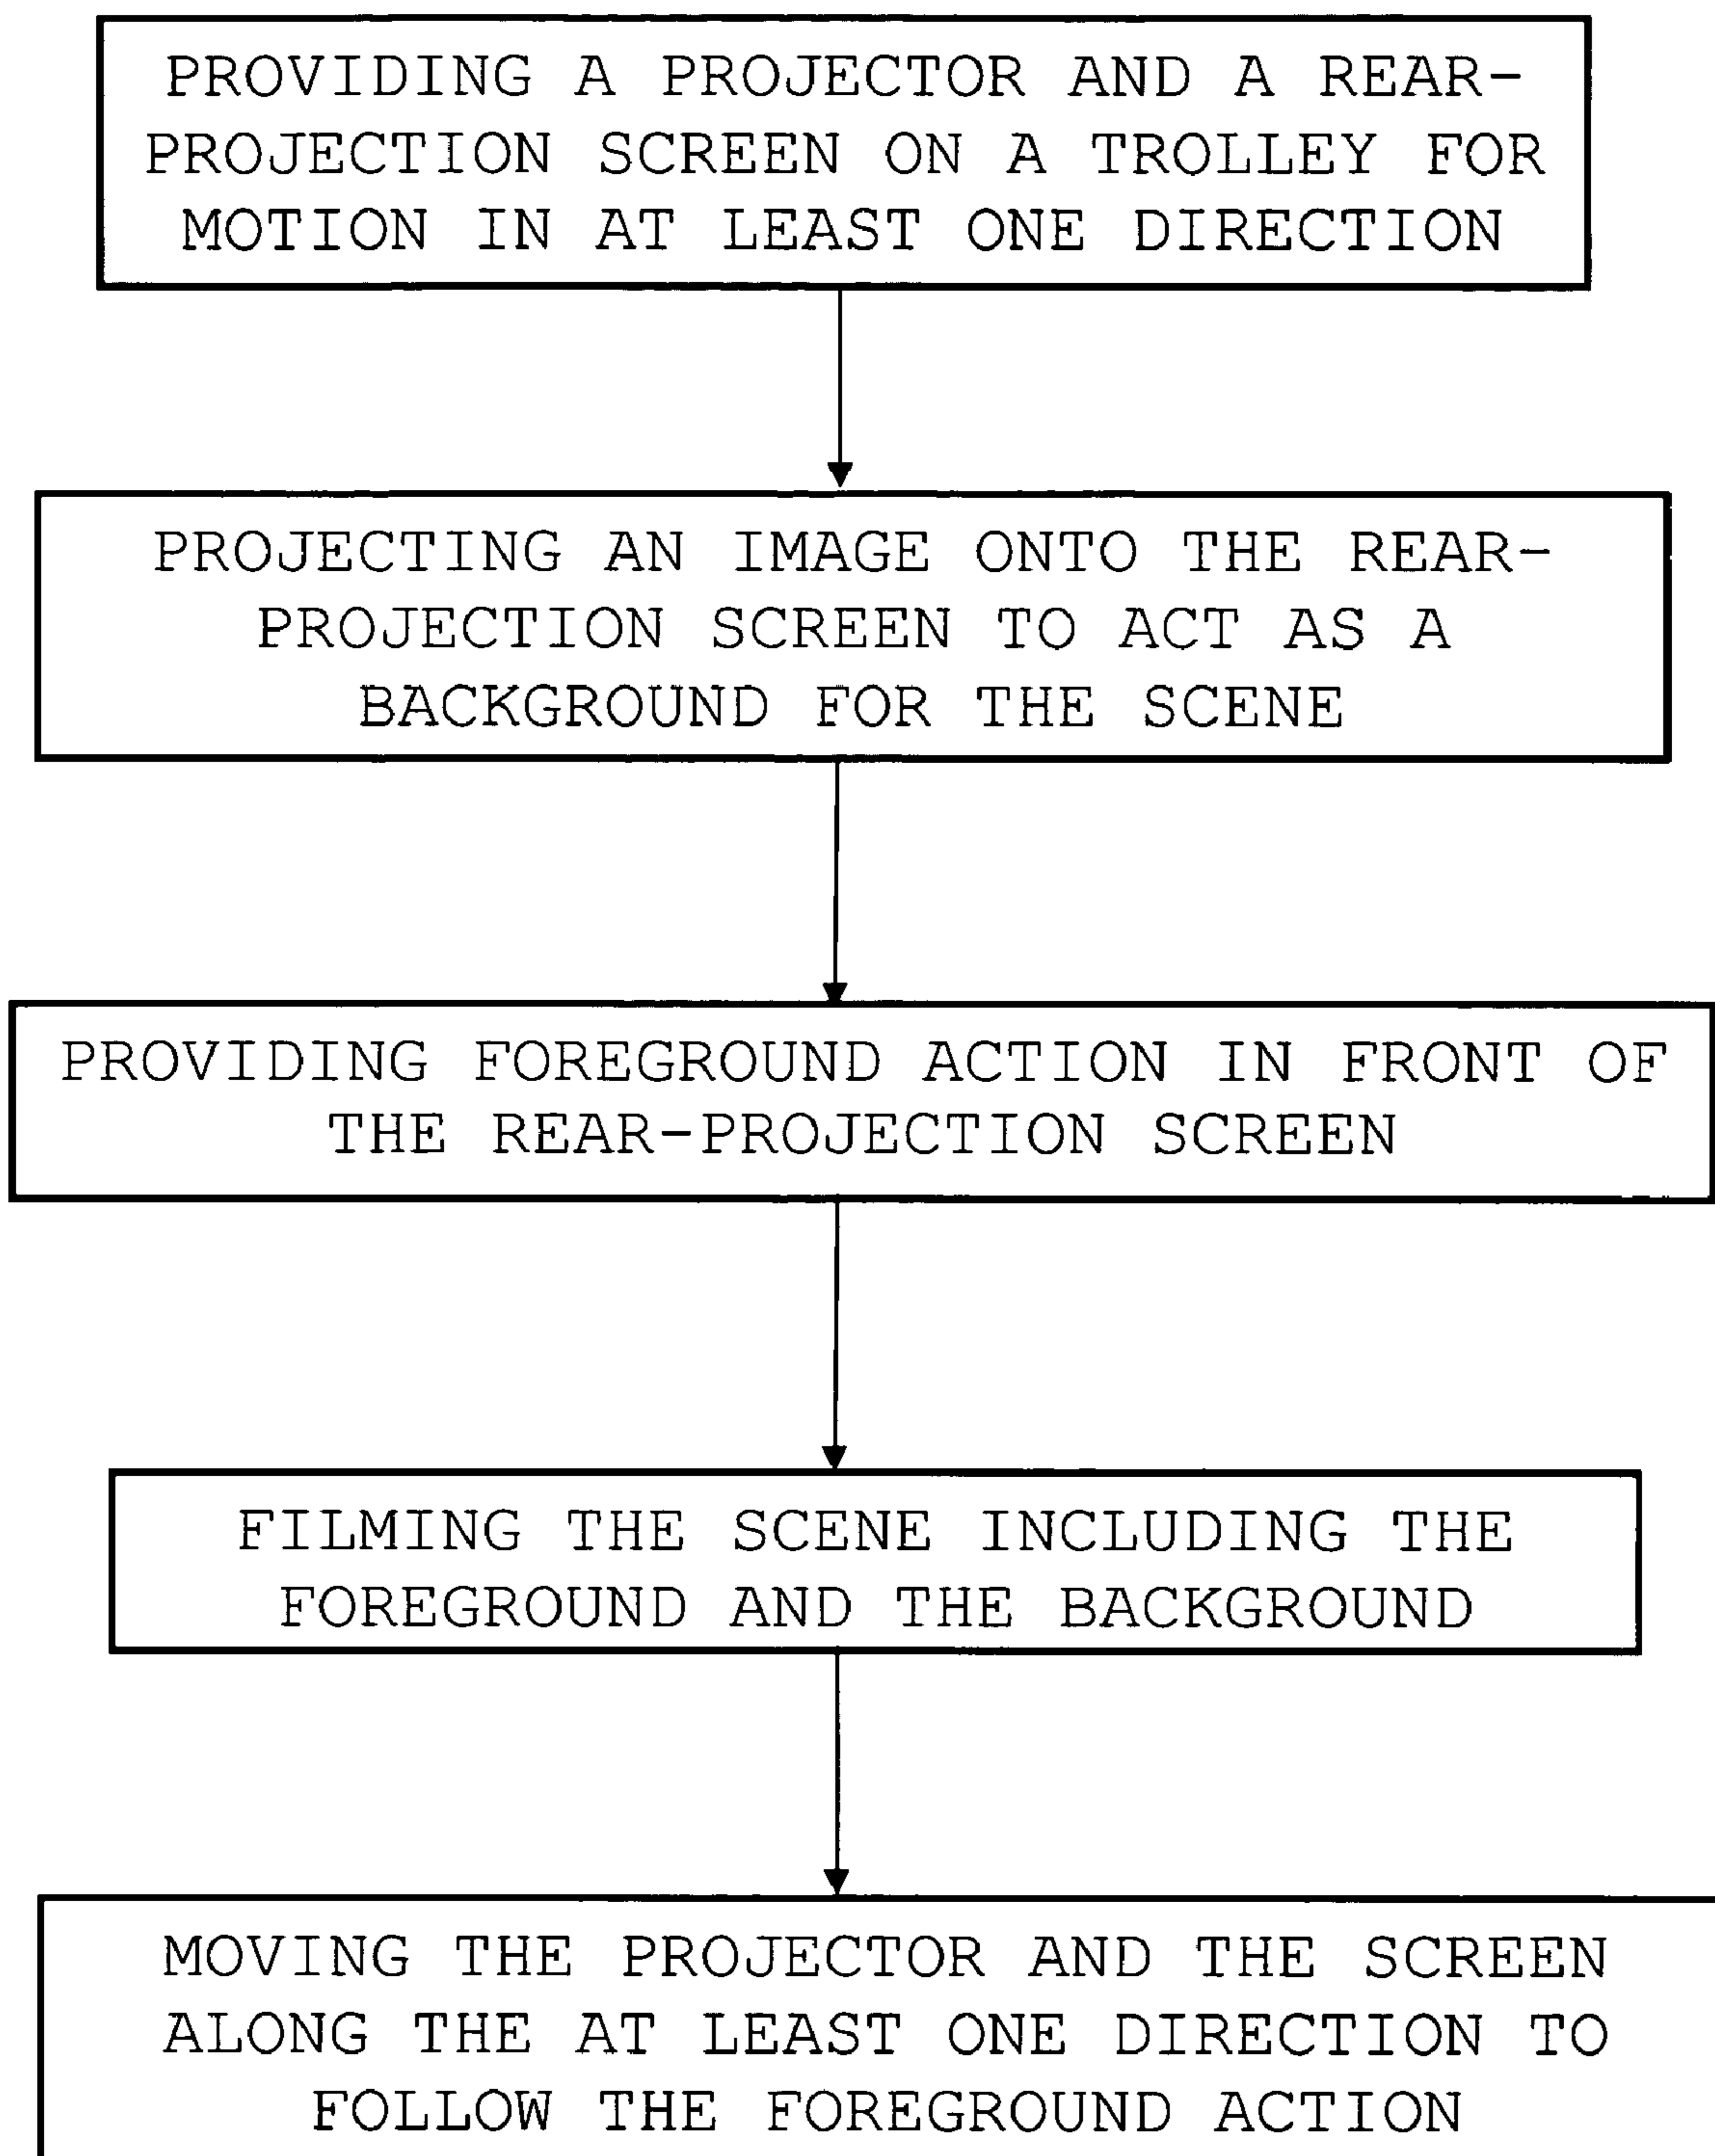 PROVIDING A PROJECTOR AND A REAR-
PROJECTION SCREEN ON A TROLLEY FOR
MOTION IN AT LEAST ONE DIRECTION
PROJECTING AN IMAGE ONTO THE REAR-
PROJECTION SCREEN TO ACT AS A
BACKGROUND FOR THE SCENE
PROVIDING FOREGROUND ACTION IN FRONT OF
THE REAR-PROJECTION SCREEN
FILMING THE SCENE INCLUDING THE
FOREGROUND AND THE BACKGROUND
MOVING THE PROJECTOR AND THE SCREEN
ALONG THE AT LEAST ONE DIRECTION TO
FOLLOW THE FOREGROUND ACTION